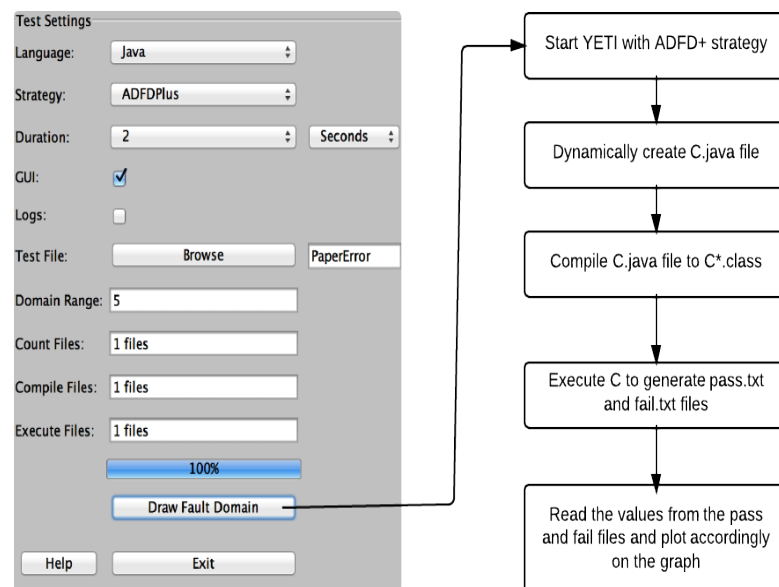 Test Settings
Language: Java
Strategy: ADFDPlus
Duration: 2 Seconds
GUI:
Logs:
Test File: Browse PaperError
Domain Range: 5
Count Files: 1 files
Compile Files: 1 files
Execute Files: 1 files
100%
Draw Fault Domain
Help Exit
Start YETI with ADFD+ strategy
Dynamically create C.java file
Compile C.java file to C*.class
Execute C to generate pass.txt
and fail.txt files
Read the values from the pass
and fail files and plot accordingly
on the graph